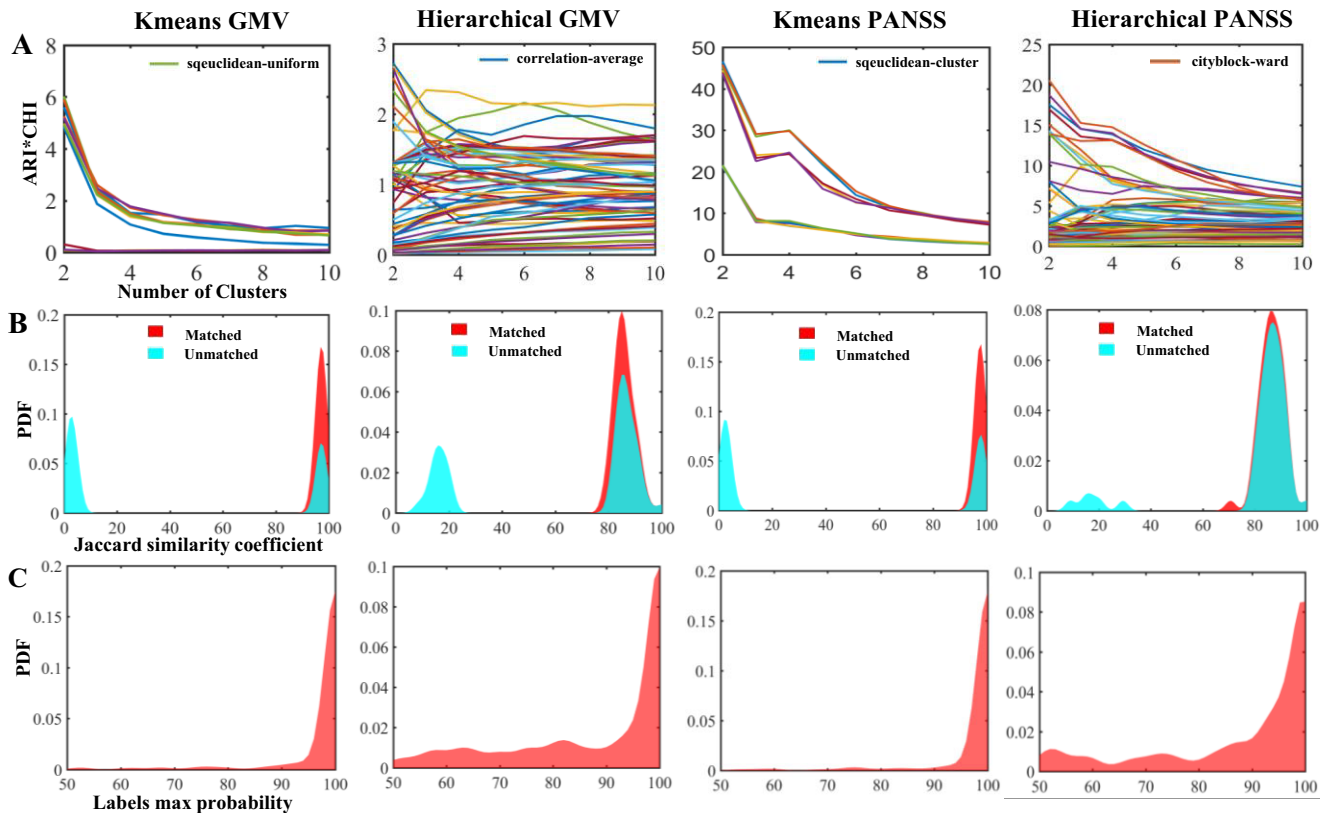 Kmeans GMV
Hierarchical GMV
Kmeans PANSS
Hierarchical PANSS
A
8
6
4
2
0
ARI*CHI
sqeuclidean-uniform
2 4 6 8 10
Number of Clusters
3
2
1
0
correlation-average
2 4 6 8 10
50
40
30
20
10
0
sqeuclidean-cluster
2 4 6 8 10
25
20
15
10
5
0
cityblock-ward
2 4 6 8 10
B
0.2
0.15
0.1
0.05
0
PDF
Matched
Unmatched
0 20 40 60 80 100
Jaccard similarity coefficient
0.1
0.08
0.06
0.04
0.02
0
Matched
Unmatched
0 20 40 60 80 100
0.2
0.15
0.1
0.05
0
Matched
Unmatched
0 20 40 60 80 100
0.08
0.06
0.04
0.02
0
Matched
Unmatched
0 20 40 60 80 100
C
0.2
0.15
0.1
0.05
0
PDF
50 60 70 80 90 100
Labels max probability
0.1
0.08
0.06
0.04
0.02
0
50 60 70 80 90 100
0.2
0.15
0.1
0.05
0
50 60 70 80 90 100
0.1
0.08
0.06
0.04
0.02
0
50 60 70 80 90 100